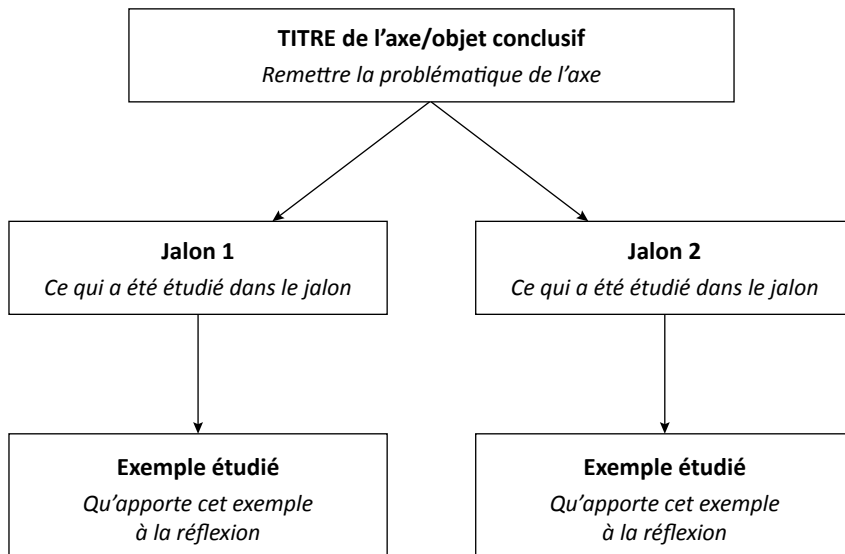 TITRE de l’axe/objet conclusif
Remettre la problématique de l’axe
Jalon 1
Ce qui a été étudié dans le jalon
Jalon 2
Ce qui a été étudié dans le jalon
Exemple étudié
Qu’apporte cet exemple
à la réflexion
Exemple étudié
Qu’apporte cet exemple
à la réflexion